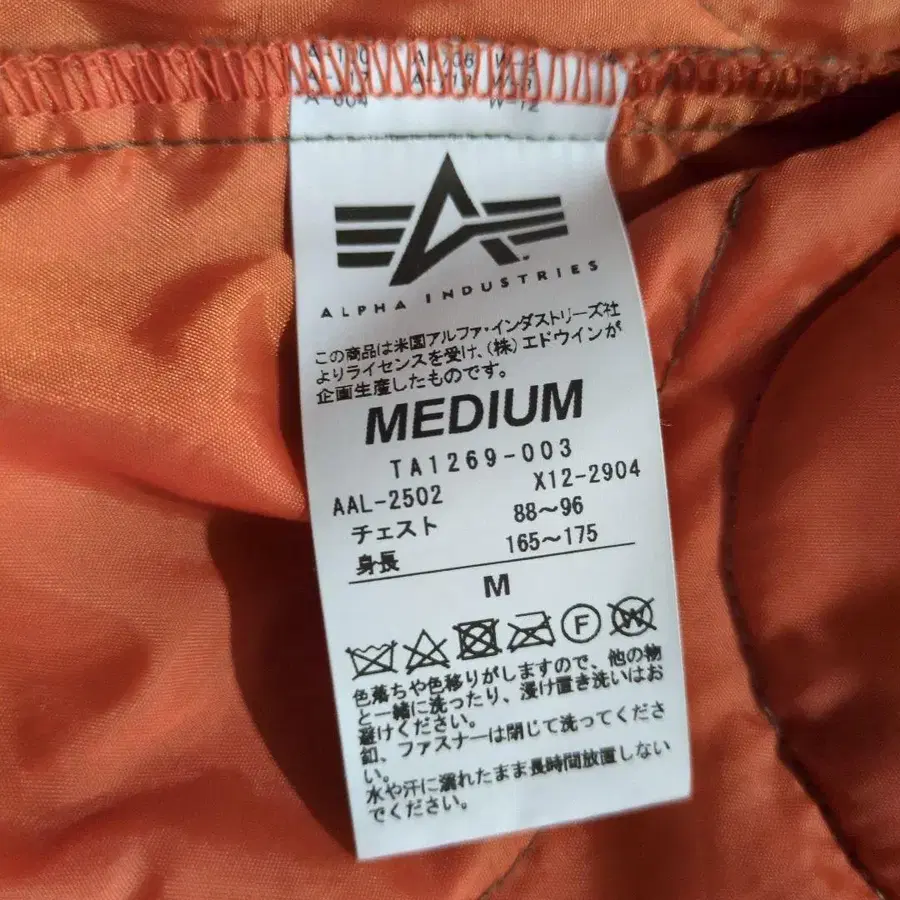 A-106
A-113
A-604
W-12
ALPHA INDUSTRIES
この商品は米国アルファ・インダストリーズ社
よりライセンスを受け、(株)エドウインが
企画生産したものです。
MEDIUM
TA1269-003
AAL-2502 X12-2904
チェスト 88~96
身長 165~175
M
F
W
色落ちや色移りがしますので、他の物
と一緒に洗ったり、浸け置き洗いはお
避けください。
釦、ファスナーは閉じて洗ってくださ
い。
水や汗に濡れたまま長時間放置しない
でください。